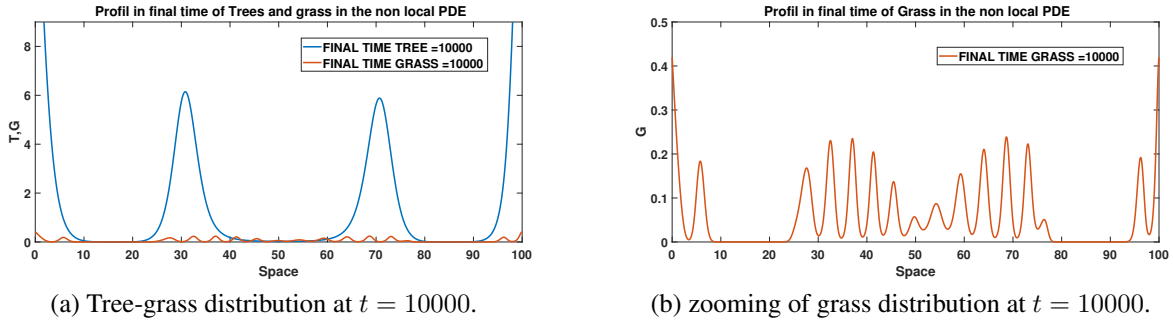 Profil in final time of Trees and grass in the non local PDE
FINAL TIME TREE =10000
FINAL TIME GRASS =10000
T,G
8
6
4
2
0
0 10 20 30 40 50 60 70 80 90 100
Space
(a) Tree-grass distribution at t = 10000.
Profil in final time of Grass in the non local PDE
FINAL TIME GRASS =10000
G
0.5
0.4
0.3
0.2
0.1
0
0 10 20 30 40 50 60 70 80 90 100
Space
(b) zooming of grass distribution at t = 10000.